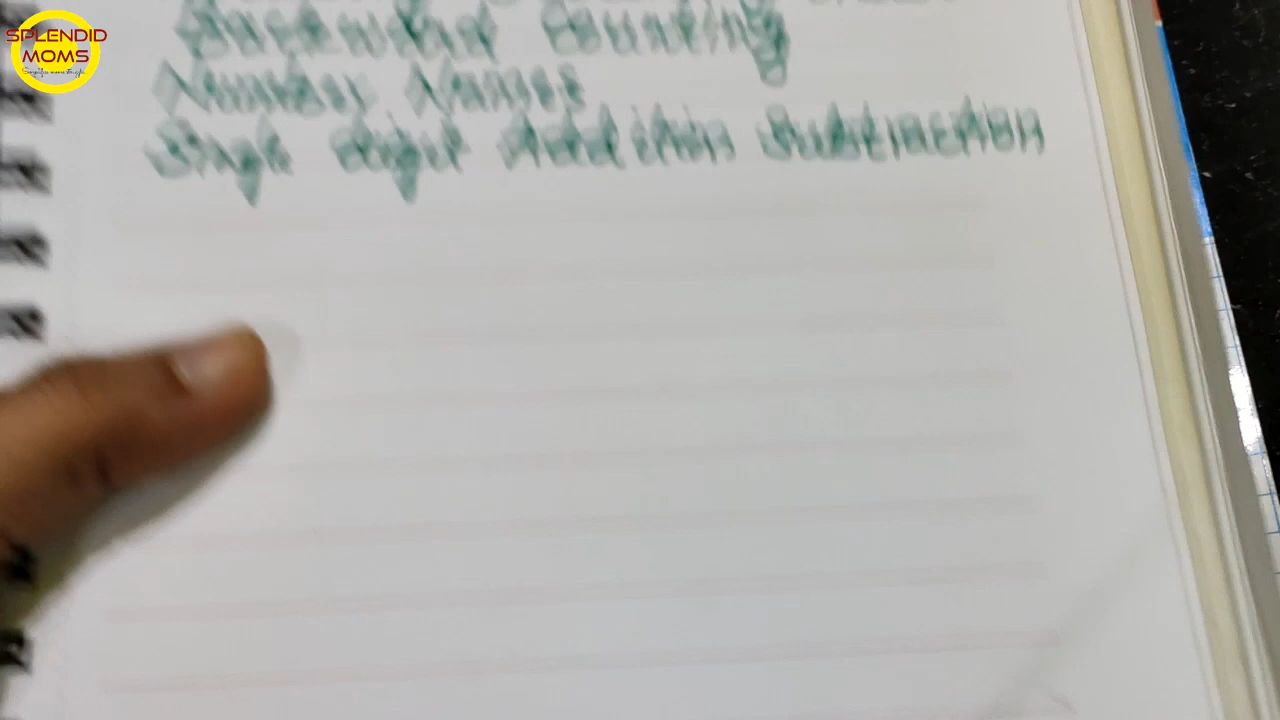 SPLENDID
MOMS
Backward Counting
Number Names
Single digit Addition Subtraction